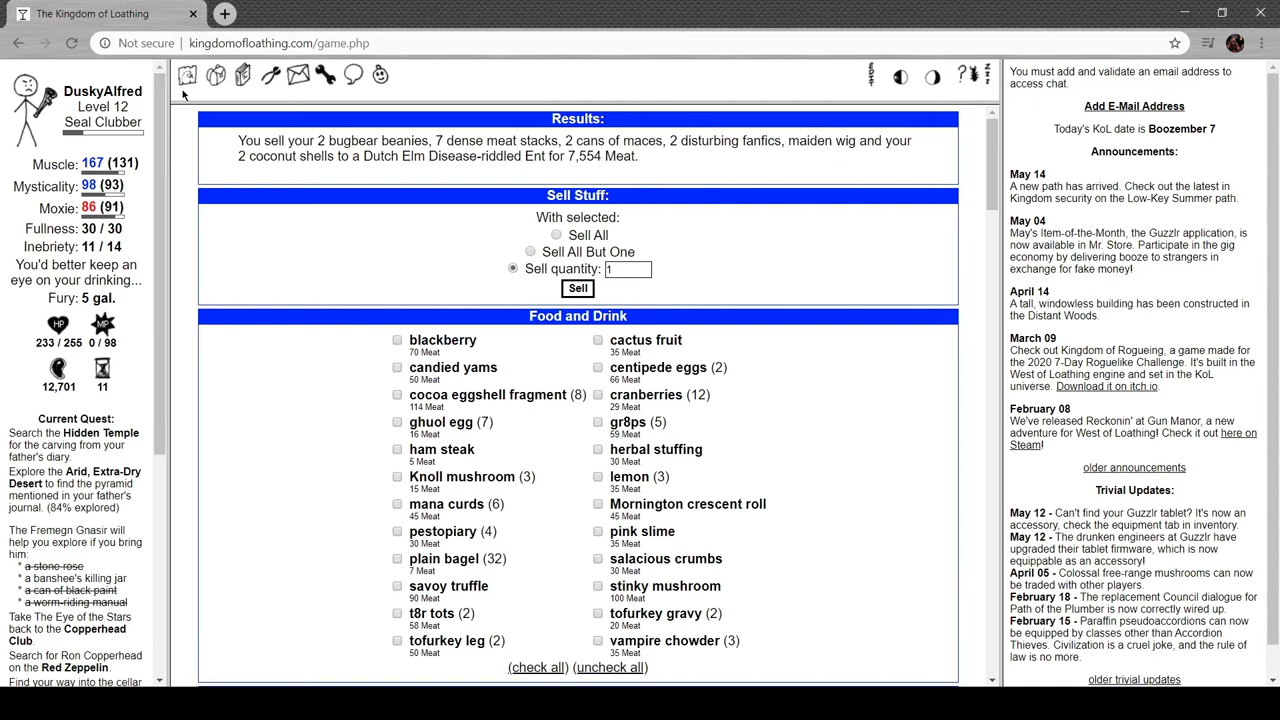 The Kingdom of Loathing
Not secure | kingdomofloathing.com/game.php
DuskyAlfred
Level 12
Seal Clubber
Muscle: 167 (131)
Mysticality: 98 (93)
Moxie: 86 (91)
Fullness: 30 / 30
Inebriety: 11 / 14
You'd better keep an
eye on your drinking...
Fury: 5 gal.
HP MP
233 / 255 0 / 98
12,701 11
Current Quest:
Search the Hidden Temple
for the carving from your
father's diary.
Explore the Arid, Extra-Dry
Desert to find the pyramid
mentioned in your father's
journal. (84% explored)
The Fremegn Gnasir will
help you explore if you bring
him:
* a stone rose
* a banshee's killing jar
* a can of black paint
* a worm-riding manual
Take The Eye of the Stars
back to the Copperhead
Club.
Search for Ron Copperhead
on the Red Zeppelin.
Find your way into the cellar
Results:
You sell your 2 bugbear beanies, 7 dense meat stacks, 2 cans of maces, 2 disturbing fanfics, maiden wig and your
2 coconut shells to a Dutch Elm Disease-riddled Ent for 7,554 Meat.
Sell Stuff:
With selected:
Sell All
Sell All But One
Sell quantity: 1
Sell
Food and Drink
blackberry
70 Meat
cactus fruit
35 Meat
candied yams
50 Meat
centipede eggs (2)
66 Meat
cocoa eggshell fragment (8)
114 Meat
cranberries (12)
29 Meat
ghuol egg (7)
16 Meat
gr8ps (5)
59 Meat
ham steak
5 Meat
herbal stuffing
30 Meat
Knoll mushroom (3)
15 Meat
lemon (3)
35 Meat
mana curds (6)
45 Meat
Mornington crescent roll
45 Meat
pestopiary (4)
30 Meat
pink slime
35 Meat
plain bagel (32)
7 Meat
salacious crumbs
30 Meat
savoy truffle
90 Meat
stinky mushroom
100 Meat
t8r tots (2)
58 Meat
tofurkey gravy (2)
20 Meat
tofurkey leg (2)
50 Meat
vampire chowder (3)
35 Meat
(check all) (uncheck all)
You must add and validate an email address to
access chat.
Add E-Mail Address
Today's KoL date is Boozember 7
Announcements:
May 14
A new path has arrived. Check out the latest in
Kingdom security on the Low-Key Summer path.
May 04
May's Item-of-the-Month, the Guzzlr application, is
now available in Mr. Store. Participate in the gig
economy by delivering booze to strangers in
exchange for fake money!
April 14
A tall, windowless building has been constructed in
the Distant Woods.
March 09
Check out Kingdom of Rogueing, a game made for
the 2020 7-Day Roguelike Challenge. It's built in the
West of Loathing engine and set in the KoL
universe. Download it on itch.io.
February 08
We've released Reckonin' at Gun Manor, a new
adventure for West of Loathing! Check it out here on
Steam!
older announcements
Trivial Updates:
May 12 - Can't find your Guzzlr tablet? It's now an
accessory, check the equipment tab in inventory.
May 12 - The drunken engineers at Guzzlr have
upgraded their tablet firmware, which is now
equippable as an accessory!
April 05 - Colossal free-range mushrooms can now
be traded with other players.
February 18 - The replacement Council dialogue for
Path of the Plumber is now correctly wired up.
February 15 - Paraffin pseudoaccordions can now
be equipped by classes other than Accordion
Thieves. Civilization is a cruel joke, and the rule of
law is no more.
older trivial updates